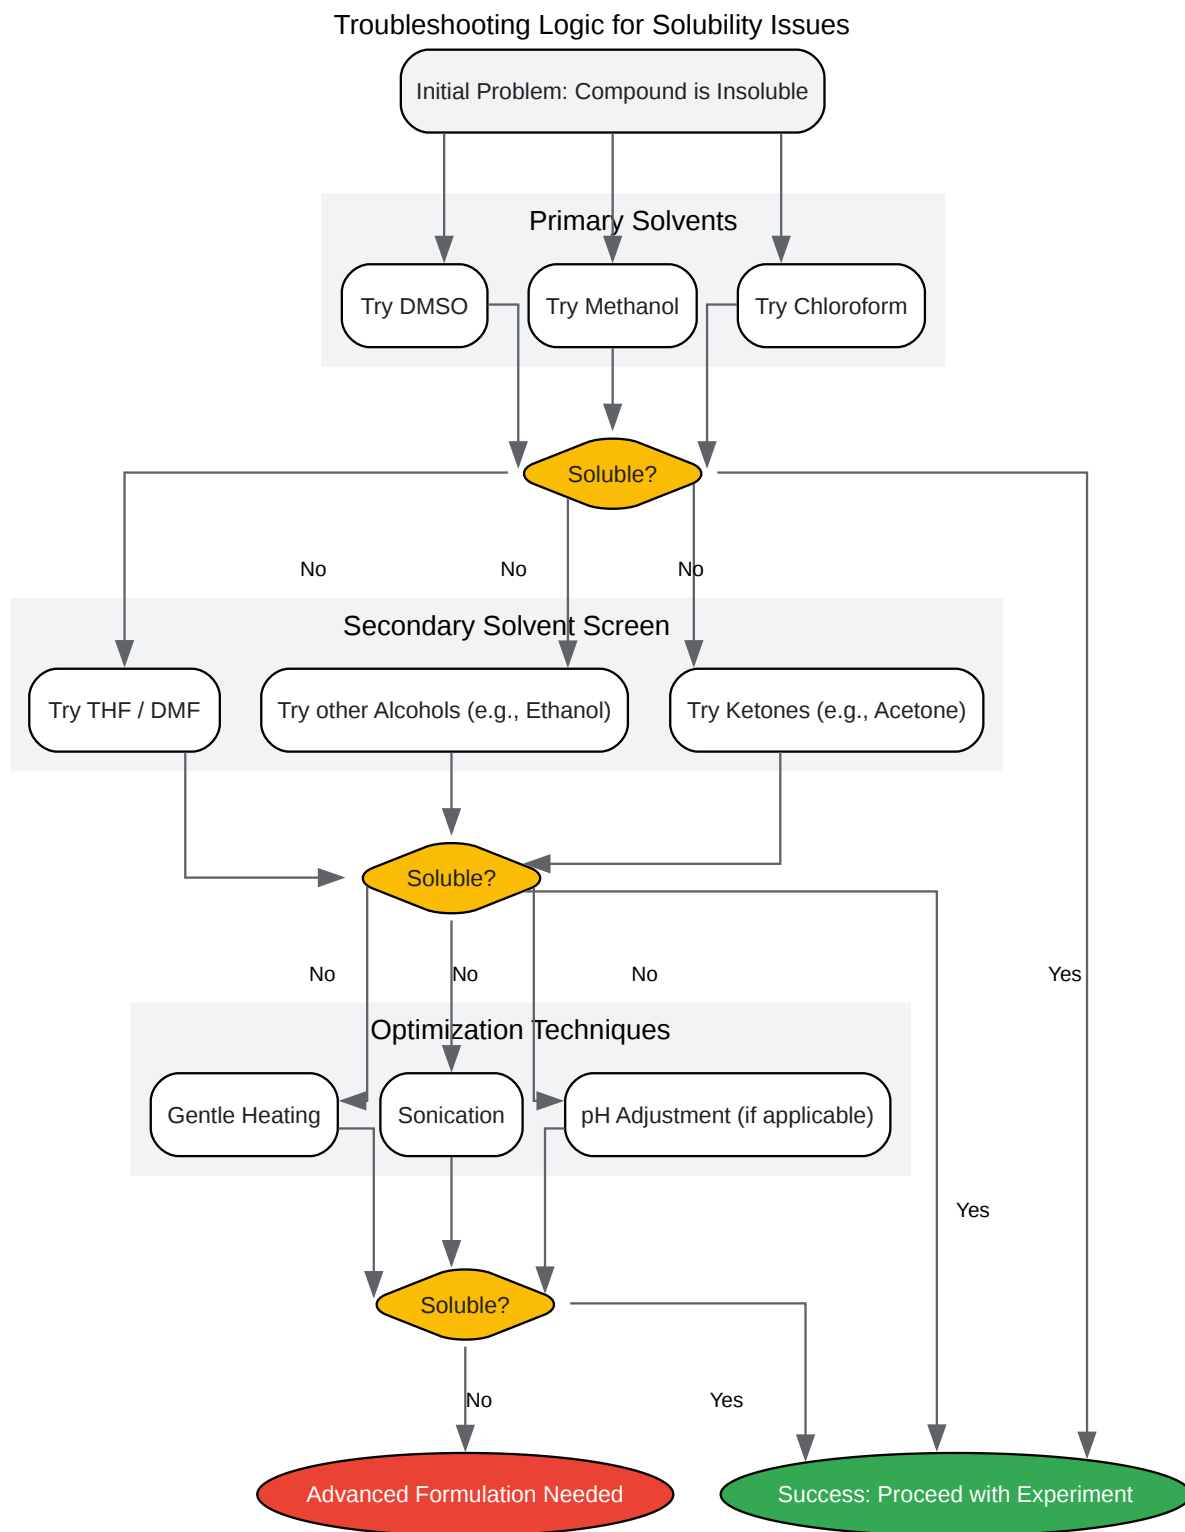 Troubleshooting Logic for Solubility Issues
Initial Problem: Compound is Insoluble
Primary Solvents
Try DMSO
Try Methanol
Try Chloroform
Soluble?
No
No
No
Secondary Solvent Screen
Try THF / DMF
Try other Alcohols (e.g., Ethanol)
Try Ketones (e.g., Acetone)
Soluble?
No
No
No
Yes
Optimization Techniques
Gentle Heating
Sonication
pH Adjustment (if applicable)
Yes
Soluble?
No
Yes
Advanced Formulation Needed
Success: Proceed with Experiment